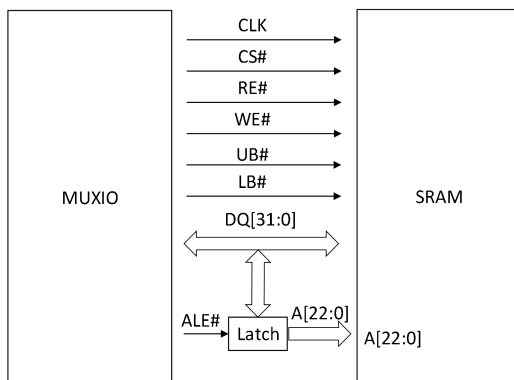 CLK
CS#
RE#
WE#
UB#
LB#
MUXIO
SRAM
DQ[31:0]
ALE#
Latch
A[22:0]
A[22:0]